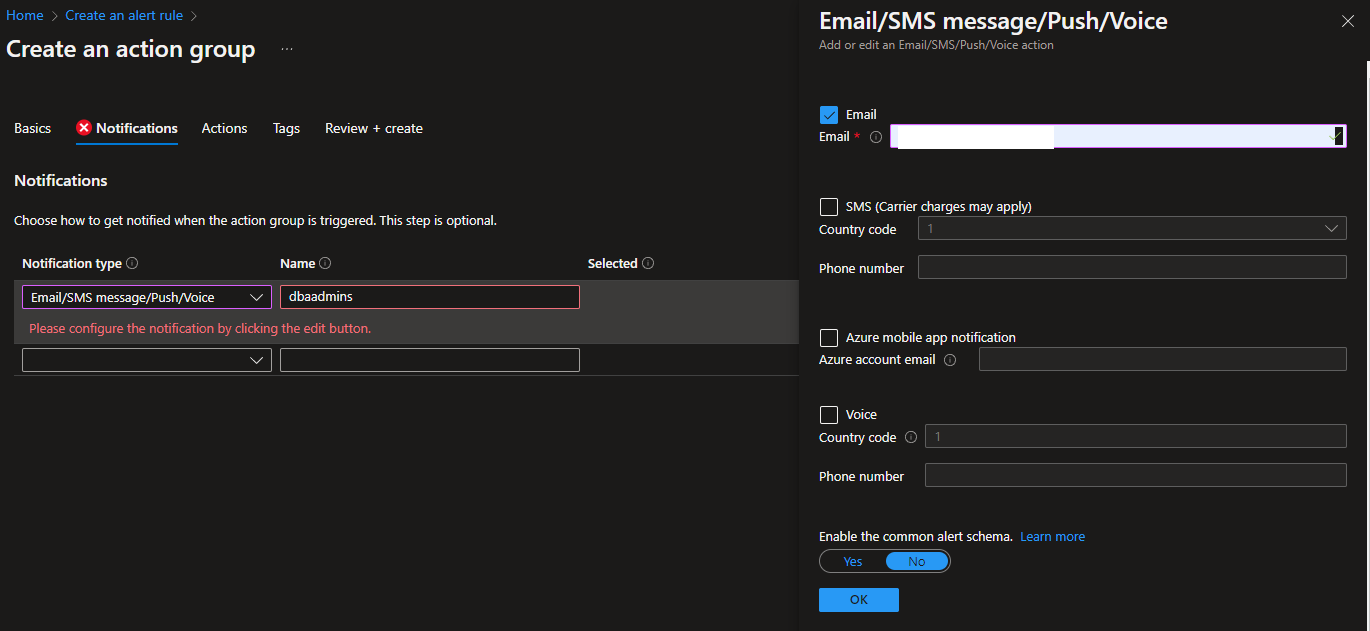 Home > Create an alert rule >
Create an action group ...
Basics Notifications Actions Tags Review + create
Notifications
Choose how to get notified when the action group is triggered. This step is optional.
Notification type Name Selected
Email/SMS message/Push/Voice dbaadmins
Please configure the notification by clicking the edit button.
Email/SMS message/Push/Voice
Add or edit an Email/SMS/Push/Voice action
Email
Email *
SMS (Carrier charges may apply)
Country code 1
Phone number
Azure mobile app notification
Azure account email
Voice
Country code 1
Phone number
Enable the common alert schema. Learn more
Yes No
OK